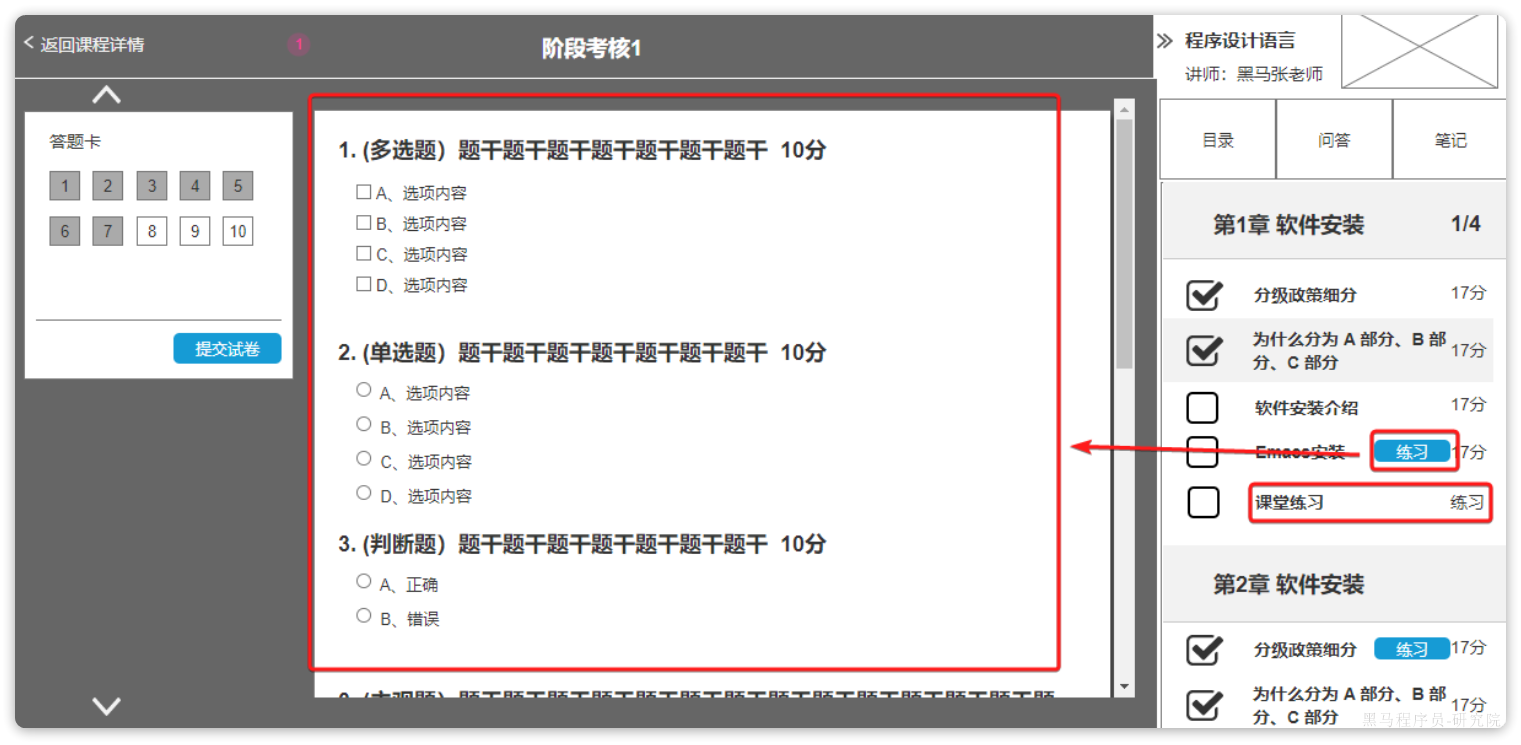 返回课程详情
1
阶段考核1
答题卡
1 2 3 4 5
6 7 8 9 10
提交试卷
1. (多选题) 题干题干题干题干题干题干题干 10分
A、选项内容
B、选项内容
C、选项内容
D、选项内容
2. (单选题) 题干题干题干题干题干题干题干 10分
A、选项内容
B、选项内容
C、选项内容
D、选项内容
3. (判断题) 题干题干题干题干题干题干题干 10分
A、正确
B、错误
程序设计语言
讲师：黑马张老师
目录 问答 笔记
第1章 软件安装 1/4
分级政策细分 17分
为什么分为 A 部分、B 部
分、C 部分 17分
软件安装介绍 17分
Emacs安装 练习 17分
课堂练习 练习
第2章 软件安装
分级政策细分 练习 17分
为什么分为 A 部分、B 部
分、C 部分 17分
黑马程序员-研究院